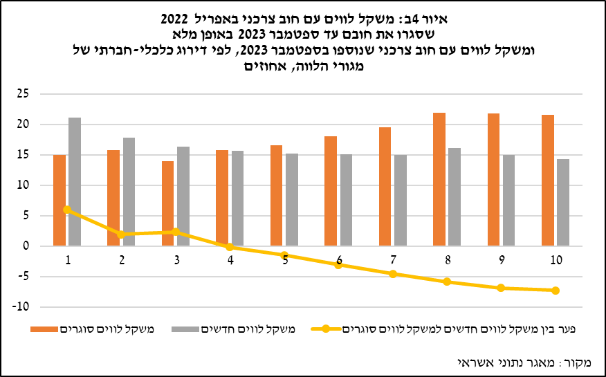 איור 4ב: משקל לווים עם חוב צרכני באפריל 2022
שסגרו את חובם עד ספטמבר 2023 באופן מלא
ומשקל לווים עם חוב צרכני שנוספו בספטמבר 2023, לפי דירוג כלכלי-חברתי של
מגורי הלווה, אחוזים
25
20
15
10
5
0
-5
-10
1 2 3 4 5 6 7 8 9 10
משקל לווים סוגרים
משקל לווים חדשים
פער בין משקל לווים חדשים למשקל לווים סוגרים
מקור: מאגר נתוני אשראי